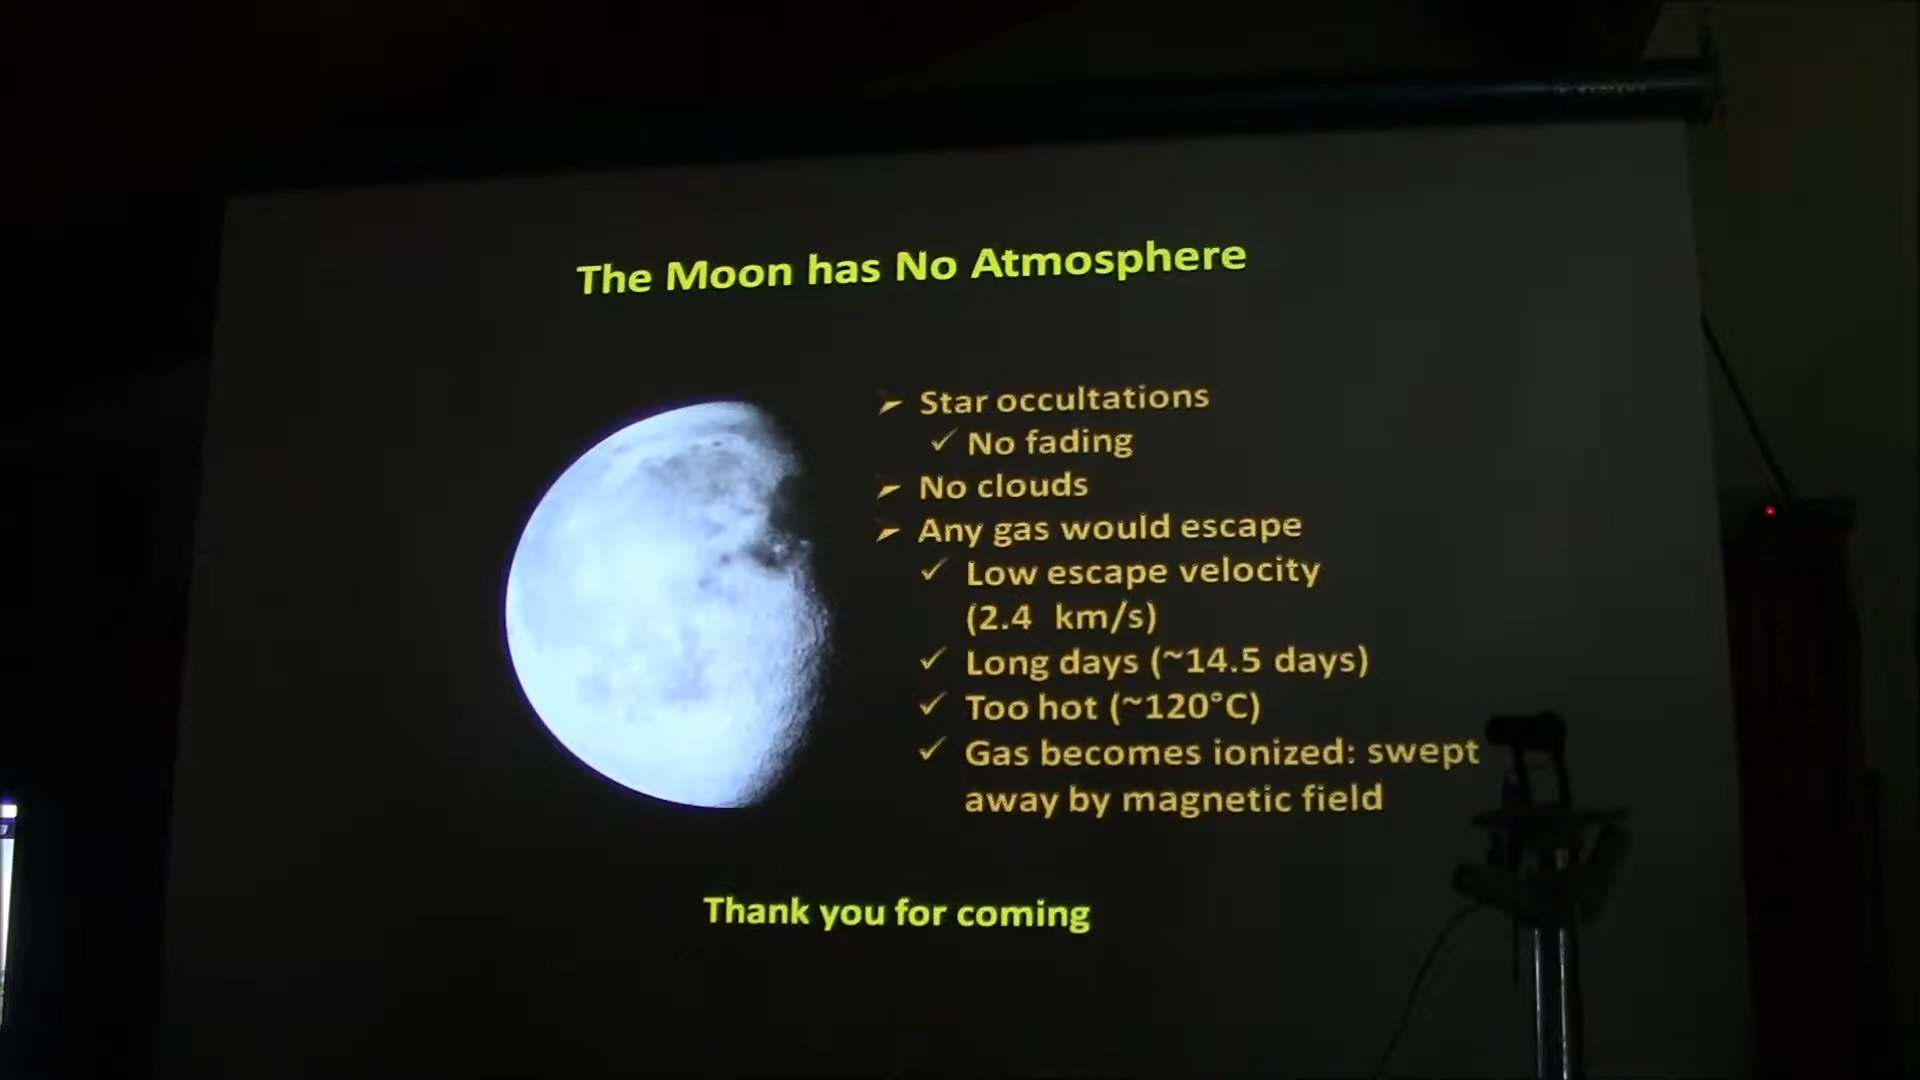 The Moon has No Atmosphere
➢ Star occultations
✓ No fading
➢ No clouds
➢ Any gas would escape
✓ Low escape velocity
(2.4 km/s)
✓ Long days (~14.5 days)
✓ Too hot (~120°C)
✓ Gas becomes ionized: swept
away by magnetic field
Thank you for coming